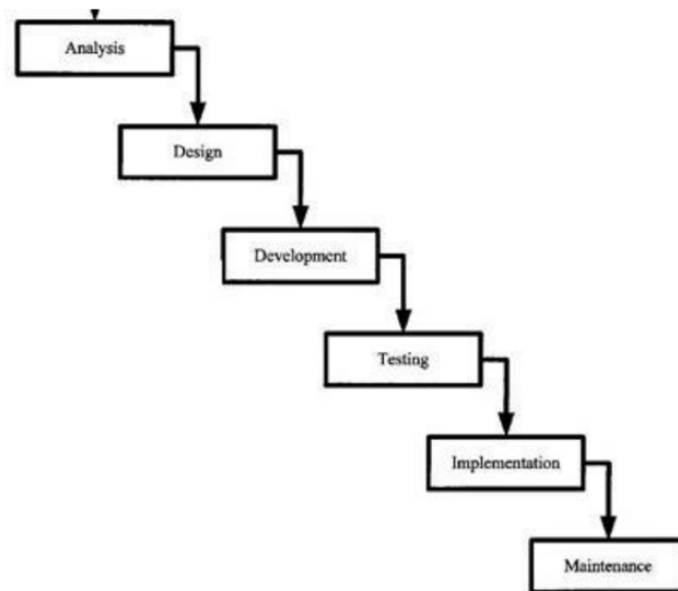 Analysis
Design
Development
Testing
Implementation
Maintenance